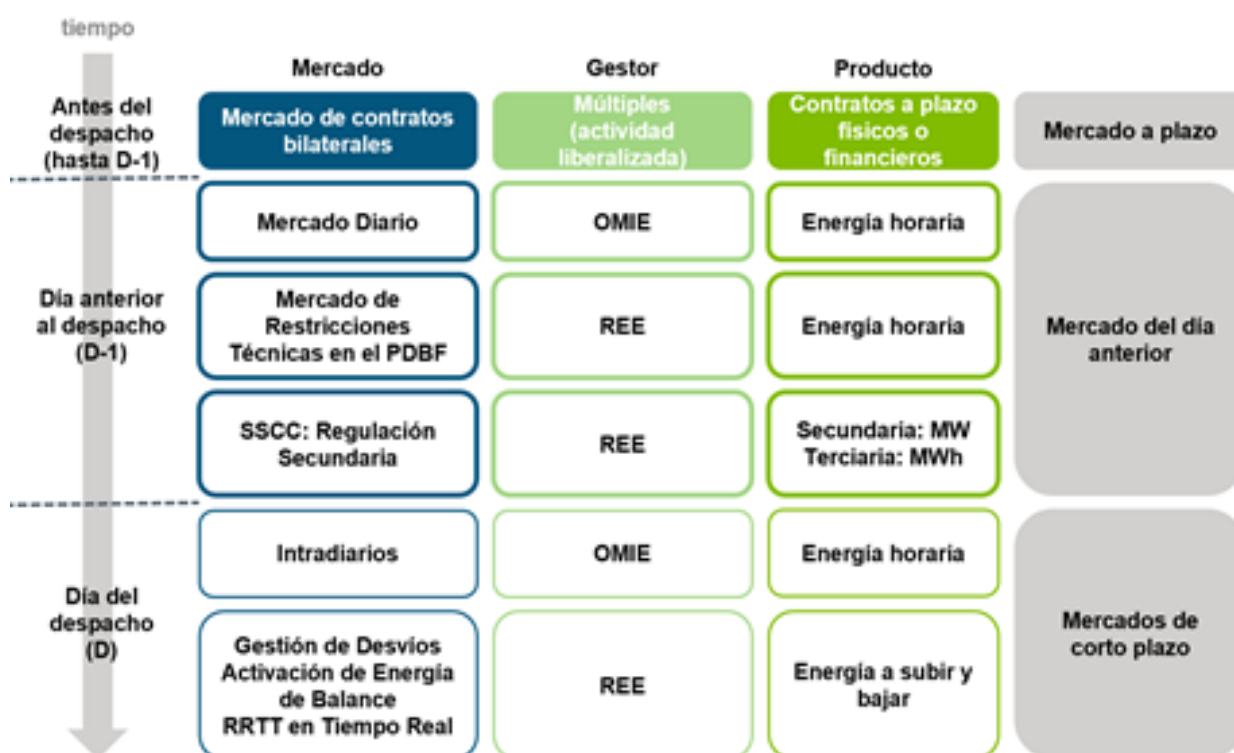 tiempo
Mercado
Gestor
Producto
Antes del
despacho
(hasta D-1)
Mercado de contratos
bilaterales
Múltiples
(actividad
liberalizada)
Contratos a plazo
físicos o
financieros
Mercado a plazo
Día anterior
al despacho
(D-1)
Mercado Diario
OMIE
Energía horaria
Mercado de
Restricciones
Técnicas en el PDBF
REE
Energía horaria
SSCC: Regulación
Secundaria
REE
Secundaria: MW
Terciaria: MWh
Mercado del día
anterior
Día del
despacho
(D)
Intradiarios
OMIE
Energía horaria
Gestión de Desvíos
Activación de Energía
de Balance
RRTT en Tiempo Real
REE
Energía a subir y
bajar
Mercados de
corto plazo